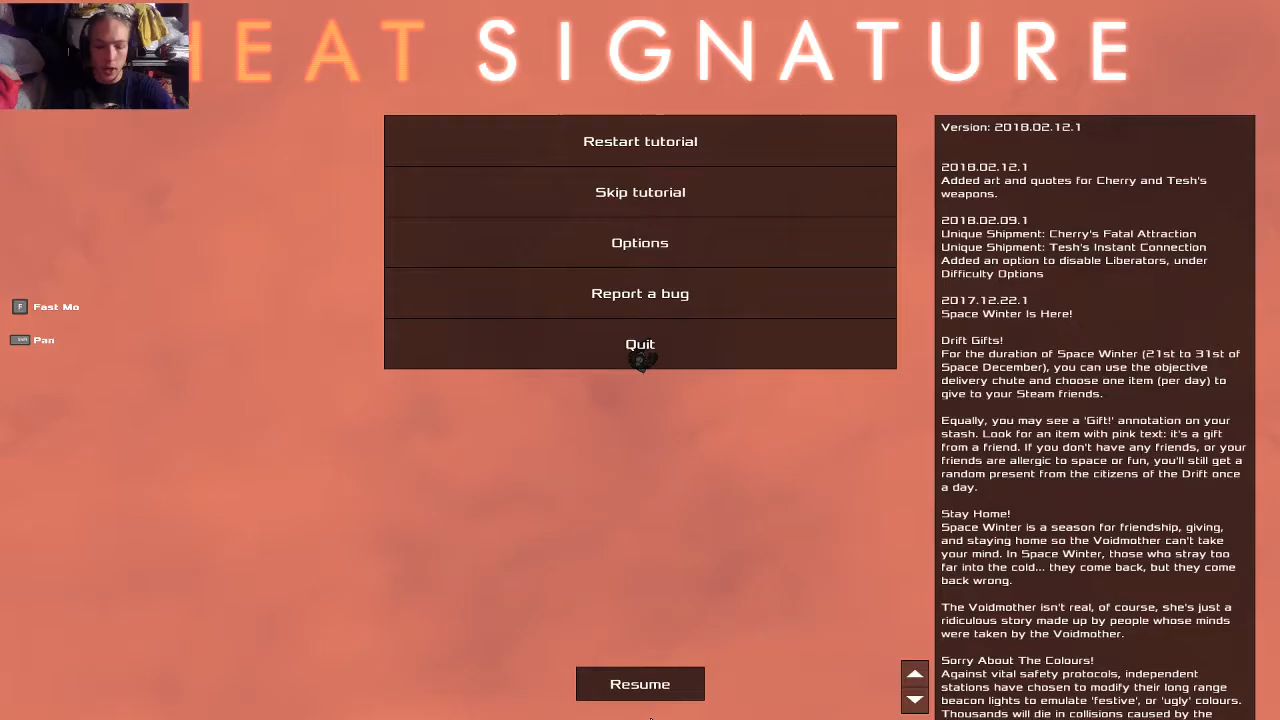 HEAT SIGNATURE
Restart tutorial
Skip tutorial
Options
Report a bug
Quit
F Fast Mo
Pan
Resume
Version: 2018.02.12.1
2018.02.12.1
Added art and quotes for Cherry and Tesh's
weapons.
2018.02.09.1
Unique Shipment: Cherry's Fatal Attraction
Unique Shipment: Tesh's Instant Connection
Added an option to disable Liberators, under
Difficulty Options
2017.12.22.1
Space Winter Is Here!
Drift Gifts!
For the duration of Space Winter (21st to 31st of
Space December), you can use the objective
delivery chute and choose one item (per day) to
give to your Steam friends.
Equally, you may see a 'Gift!' annotation on your
stash. Look for an item with pink text: it's a gift
from a friend. If you don't have any friends, or your
friends are allergic to space or fun, you'll still get a
random present from the citizens of the Drift once
a day.
Stay Home!
Space Winter is a season for friendship, giving,
and staying home so the Voidmother can't take
your mind. In Space Winter, those who stray too
far into the cold... they come back, but they come
back wrong.
The Voidmother isn't real, of course, she's just a
ridiculous story made up by people whose minds
were taken by the Voidmother.
Sorry About The Colours!
Against vital safety protocols, independent
stations have chosen to modify their long range
beacon lights to emulate 'festive', or 'ugly' colours.
Thousands will die in collisions caused by the